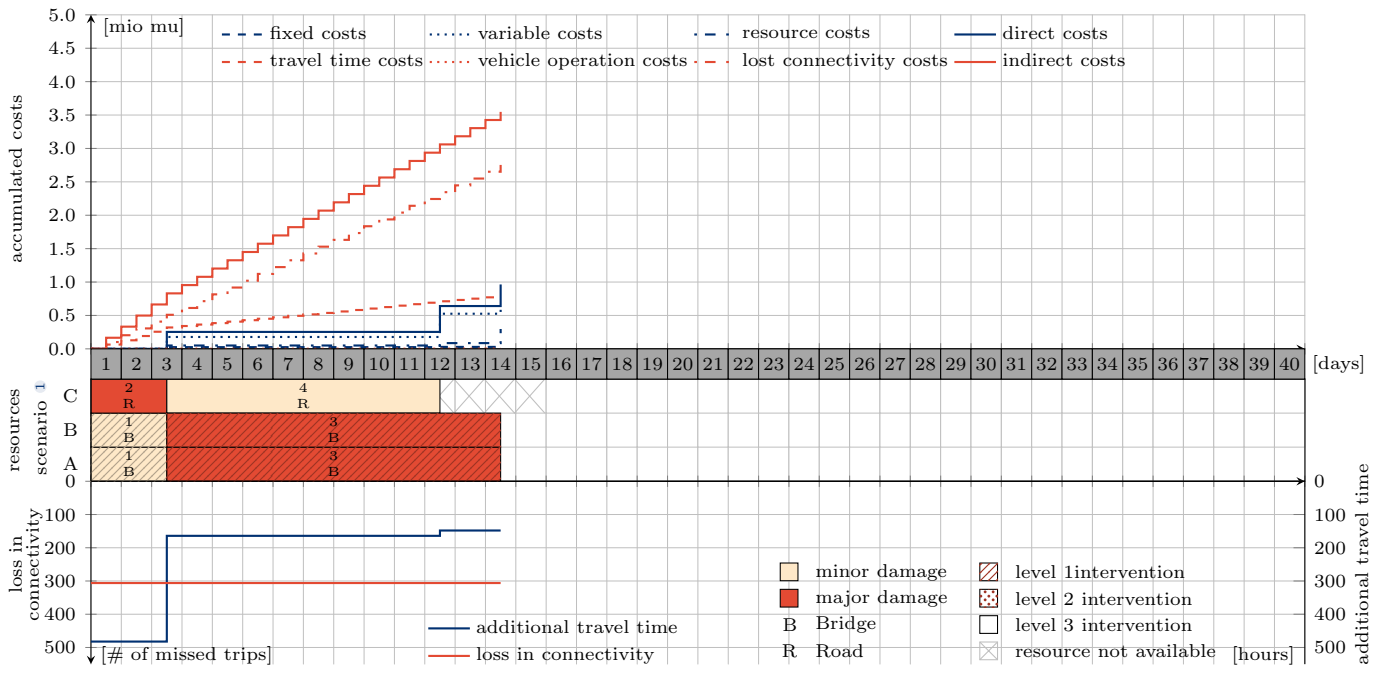 [mio mu]
fixed costs
variable costs
resource costs
direct costs
travel time costs
vehicle operation costs
lost connectivity costs
indirect costs
accumulated costs
5.0
4.5
4.0
3.5
3.0
2.5
2.0
1.5
1.0
0.5
0.0
1 2 3 4 5 6 7 8 9 10 11 12 13 14 15 16 17 18 19 20 21 22 23 24 25 26 27 28 29 30 31 32 33 34 35 36 37 38 39 40 [days]
resources
scenario 1
C
2
R
4
R
B
1
B
3
B
A
1
B
3
B
0
0
loss in
connectivity
100
200
300
400
500
[# of missed trips]
additional travel time
loss in connectivity
minor damage
major damage
B Bridge
R Road
level 1intervention
level 2 intervention
level 3 intervention
resource not available
[hours]
100
200
300
400
500
additional travel time